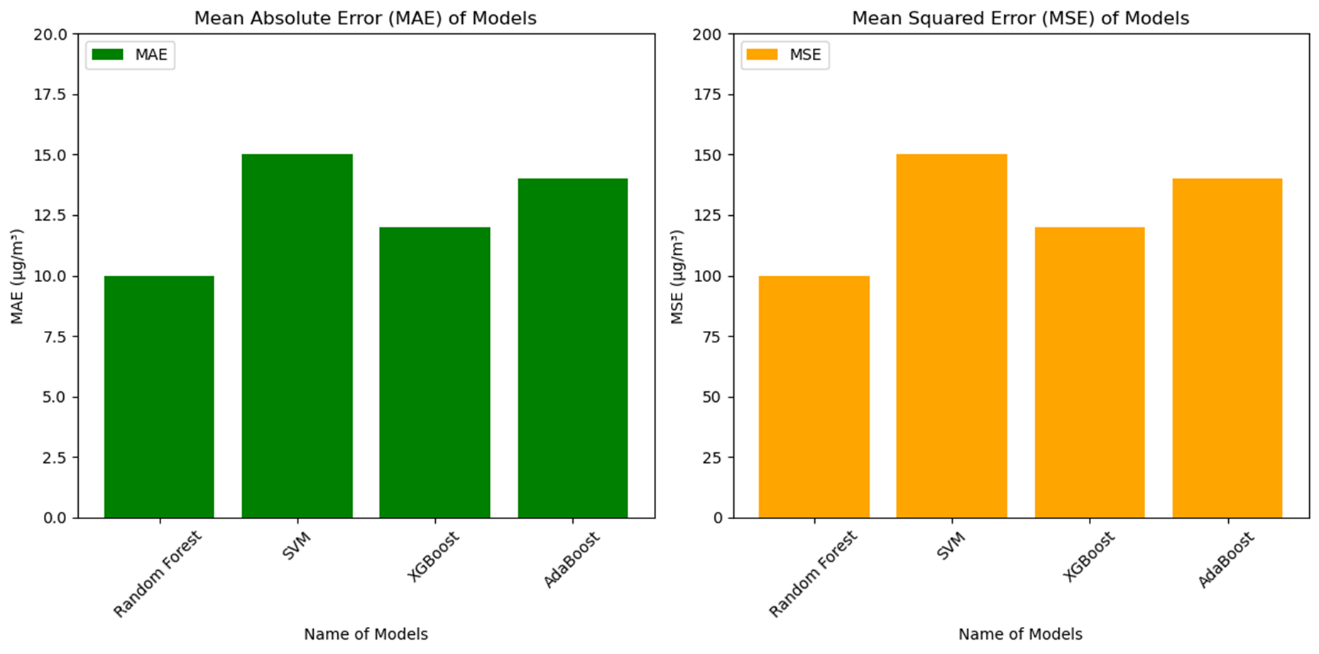 Mean Absolute Error (MAE) of Models
20.0
17.5
15.0
12.5
10.0
7.5
5.0
2.5
0.0
MAE (µg/m³)
MAE
Random Forest
SVM
XGBoost
AdaBoost
Name of Models
Mean Squared Error (MSE) of Models
200
175
150
125
100
75
50
25
0
MSE (µg/m³)
MSE
Random Forest
SVM
XGBoost
AdaBoost
Name of Models